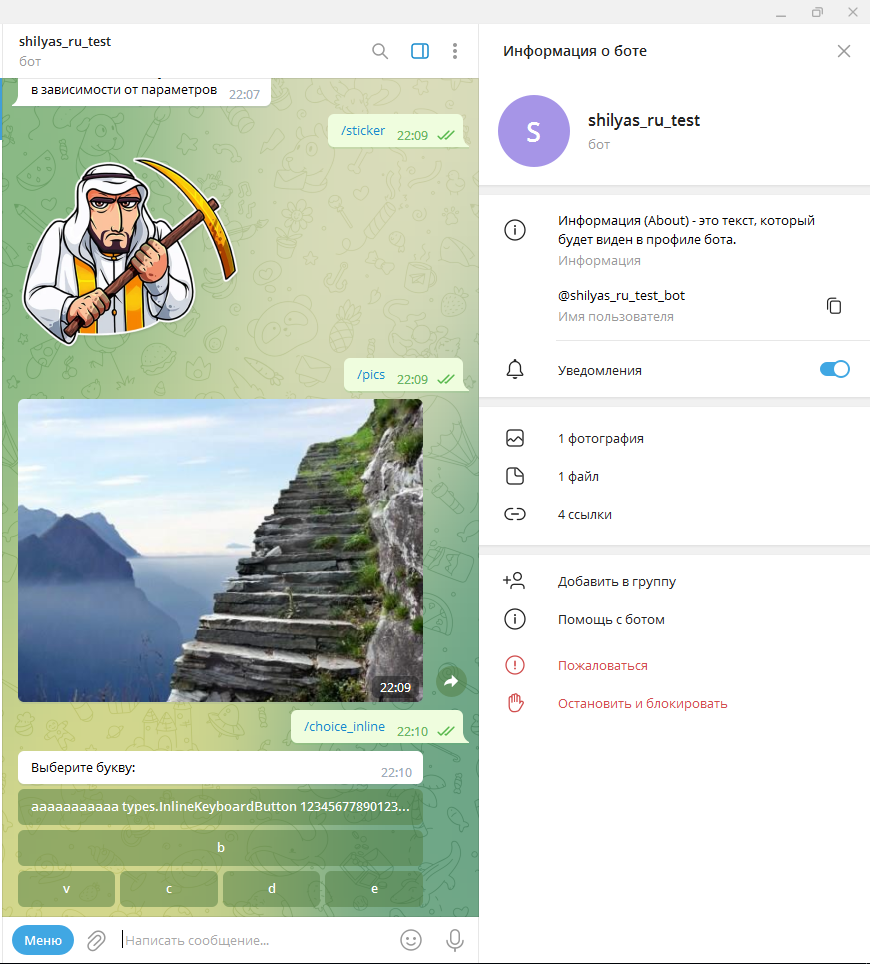 shilyas_ru_test
бот
в зависимости от параметров 22:07
/sticker 22:09
/pics 22:09
22:09
/choice_inline 22:10
Выберите букву: 22:10
aaaaaaaaaaa types.InlineKeyboardButton 12345677890123...
b
v c d e
Меню Написать сообщение...
Информация о боте
S
shilyas_ru_test
бот
Информация (About) - это текст, который
будет виден в профиле бота.
Информация
@shilyas_ru_test_bot
Имя пользователя
Уведомления
1 фотография
1 файл
4 ссылки
Добавить в группу
Помощь с ботом
Пожаловаться
Остановить и блокировать